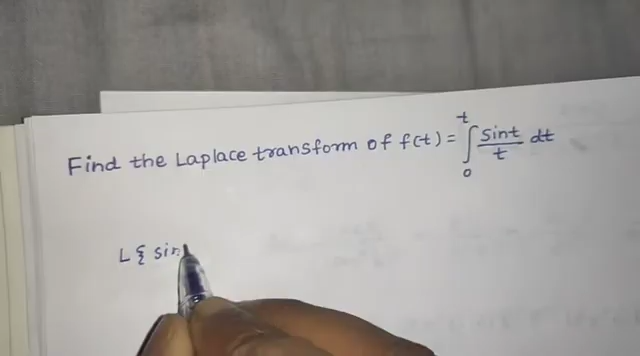 Find the Laplace transform of f(t) = ∫₀ᵗ sint/t dt
L{ sin